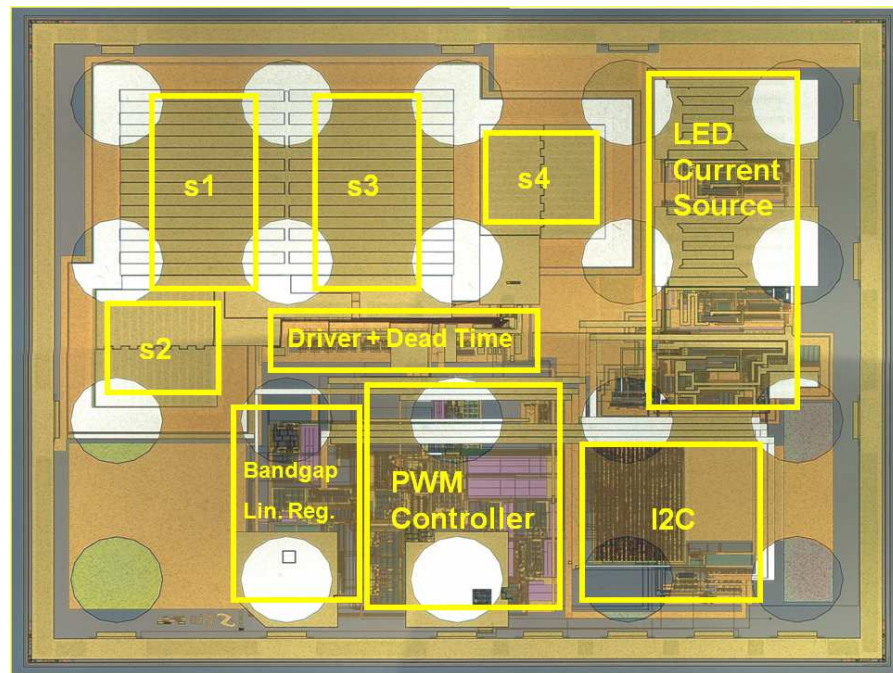 s1
s3
s4
LED
Current
Source
s2
Driver + Dead Time
Bandgap
Lin. Reg.
PWM
Controller
I2C